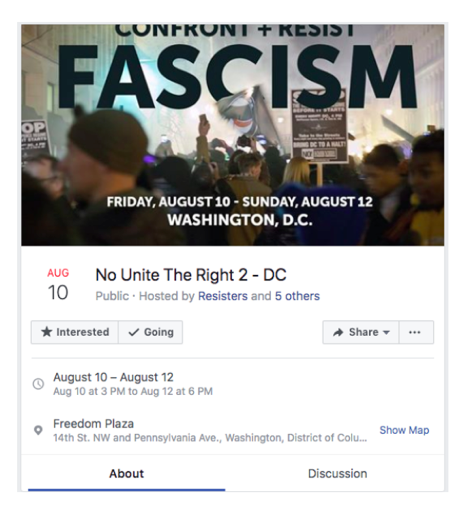 CONFRONT + RESIST
FASCISM
TO A HALT!
FRIDAY, AUGUST 10 - SUNDAY, AUGUST 12
WASHINGTON, D.C.
AUG
10
No Unite The Right 2 - DC
Public · Hosted by Resisters and 5 others
★ Interested
✓ Going
Share
···
August 10 – August 12
Aug 10 at 3 PM to Aug 12 at 6 PM
Freedom Plaza
14th St. NW and Pennsylvania Ave., Washington, District of Colu...
Show Map
About
Discussion